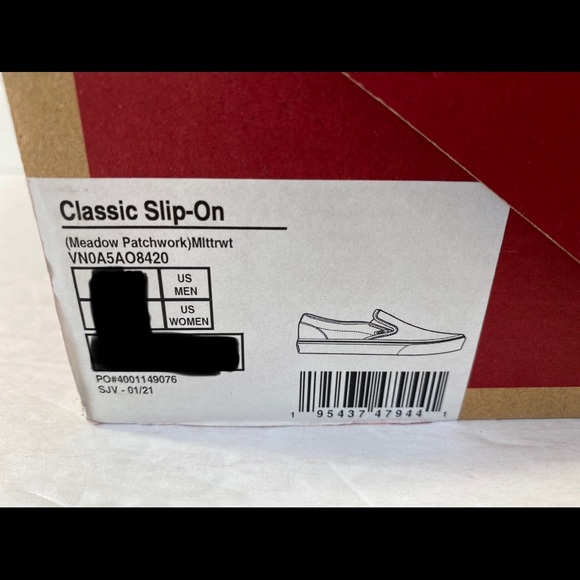 Classic Slip-On
(Meadow Patchwork)Mlttrwt
VN0A5AO8420
US
MEN
US
WOMEN
PO#4001149076
SJV - 01/21
1 95437 47944 1